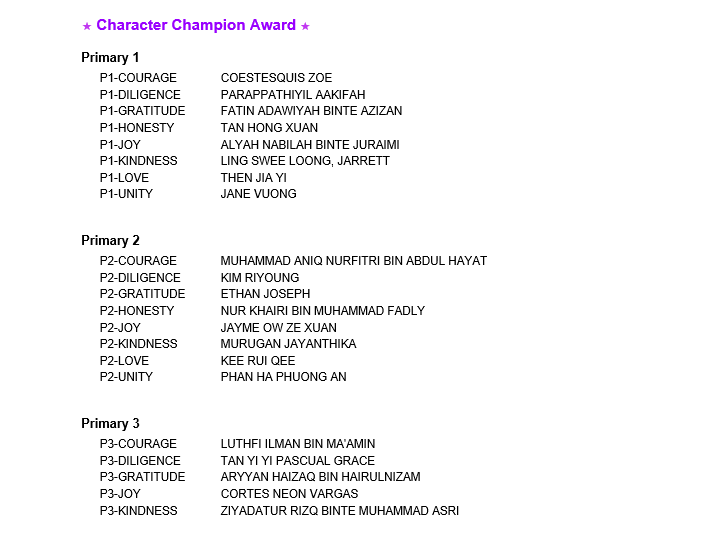 ★ Character Champion Award ★
Primary 1
P1-COURAGE COESTESQUIS ZOE
P1-DILIGENCE PARAPPATHIYIL AAKIFAH
P1-GRATITUDE FATIN ADAWIYAH BINTE AZIZAN
P1-HONESTY TAN HONG XUAN
P1-JOY ALYAH NABILAH BINTE JURAIMI
P1-KINDNESS LING SWEE LOONG, JARRETT
P1-LOVE THEN JIA YI
P1-UNITY JANE VUONG
Primary 2
P2-COURAGE MUHAMMAD ANIQ NURFITRI BIN ABDUL HAYAT
P2-DILIGENCE KIM RIYOUNG
P2-GRATITUDE ETHAN JOSEPH
P2-HONESTY NUR KHAIRI BIN MUHAMMAD FADLY
P2-JOY JAYME OW ZE XUAN
P2-KINDNESS MURUGAN JAYANTHIKA
P2-LOVE KEE RUI QEE
P2-UNITY PHAN HA PHUONG AN
Primary 3
P3-COURAGE LUTHFI ILMAN BIN MA'AMIN
P3-DILIGENCE TAN YI YI PASCUAL GRACE
P3-GRATITUDE ARYYAN HAIZAQ BIN HAIRULNIZAM
P3-JOY CORTES NEON VARGAS
P3-KINDNESS ZIYADATUR RIZQ BINTE MUHAMMAD ASRI